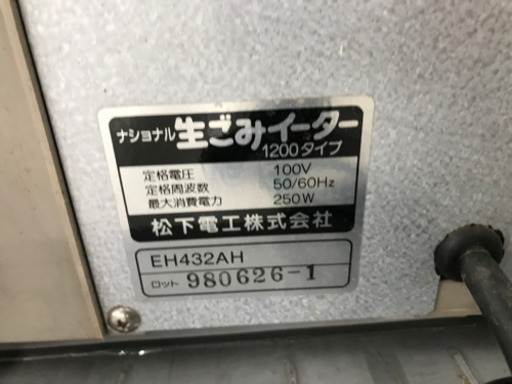 ナショナル 生ごみイーター
1200タイプ
定格電圧 100V
定格周波数 50/60Hz
最大消費電力 250W
松下電工株式会社
EH432AH
ロット 980626-1